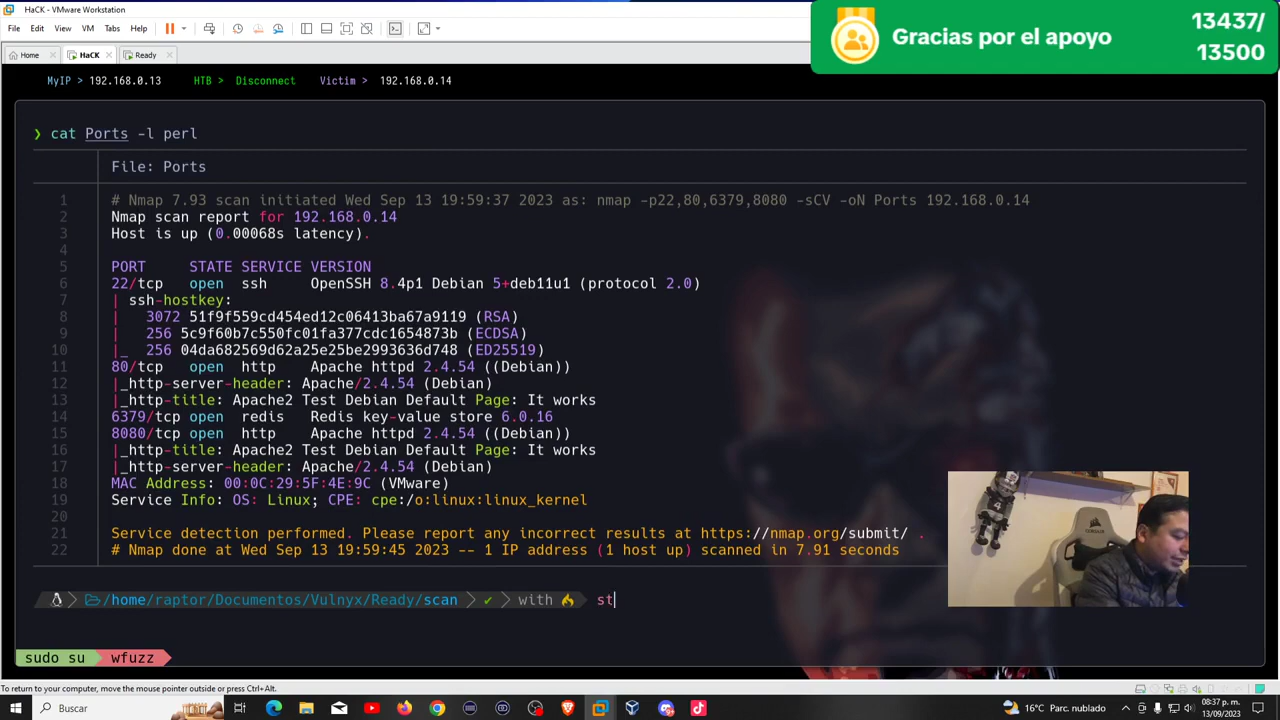 HaCK - VMware Workstation
File Edit View VM Tabs Help
Home HaCK Ready
Gracias por el apoyo
13437/
13500
MyIP > 192.168.0.13 HTB > Disconnect Victim > 192.168.0.14
❯ cat Ports -l perl
File: Ports
1 # Nmap 7.93 scan initiated Wed Sep 13 19:59:37 2023 as: nmap -p22,80,6379,8080 -sCV -oN Ports 192.168.0.14
2 Nmap scan report for 192.168.0.14
3 Host is up (0.00068s latency).
4
5 PORT STATE SERVICE VERSION
6 22/tcp open ssh OpenSSH 8.4p1 Debian 5+deb11u1 (protocol 2.0)
7 | ssh-hostkey:
8 | 3072 51f9f559cd454ed12c06413ba67a9119 (RSA)
9 | 256 5c9f60b7c550fc01fa377cdc1654873b (ECDSA)
10 |_ 256 04da682569d62a25e25be2993636d748 (ED25519)
11 80/tcp open http Apache httpd 2.4.54 ((Debian))
12 |_http-server-header: Apache/2.4.54 (Debian)
13 |_http-title: Apache2 Test Debian Default Page: It works
14 6379/tcp open redis Redis key-value store 6.0.16
15 8080/tcp open http Apache httpd 2.4.54 ((Debian))
16 |_http-title: Apache2 Test Debian Default Page: It works
17 |_http-server-header: Apache/2.4.54 (Debian)
18 MAC Address: 00:0C:29:5F:4E:9C (VMware)
19 Service Info: OS: Linux; CPE: cpe:/o:linux:linux_kernel
20
21 Service detection performed. Please report any incorrect results at https://nmap.org/submit/ .
22 # Nmap done at Wed Sep 13 19:59:45 2023 -- 1 IP address (1 host up) scanned in 7.91 seconds
/home/raptor/Documentos/Vulnyx/Ready/scan ✔ with st
sudo su wfuzz
To return to your computer, move the mouse pointer outside or press Ctrl+Alt.
Buscar
16°C Parc. nublado
08:37 p. m.
13/09/2023